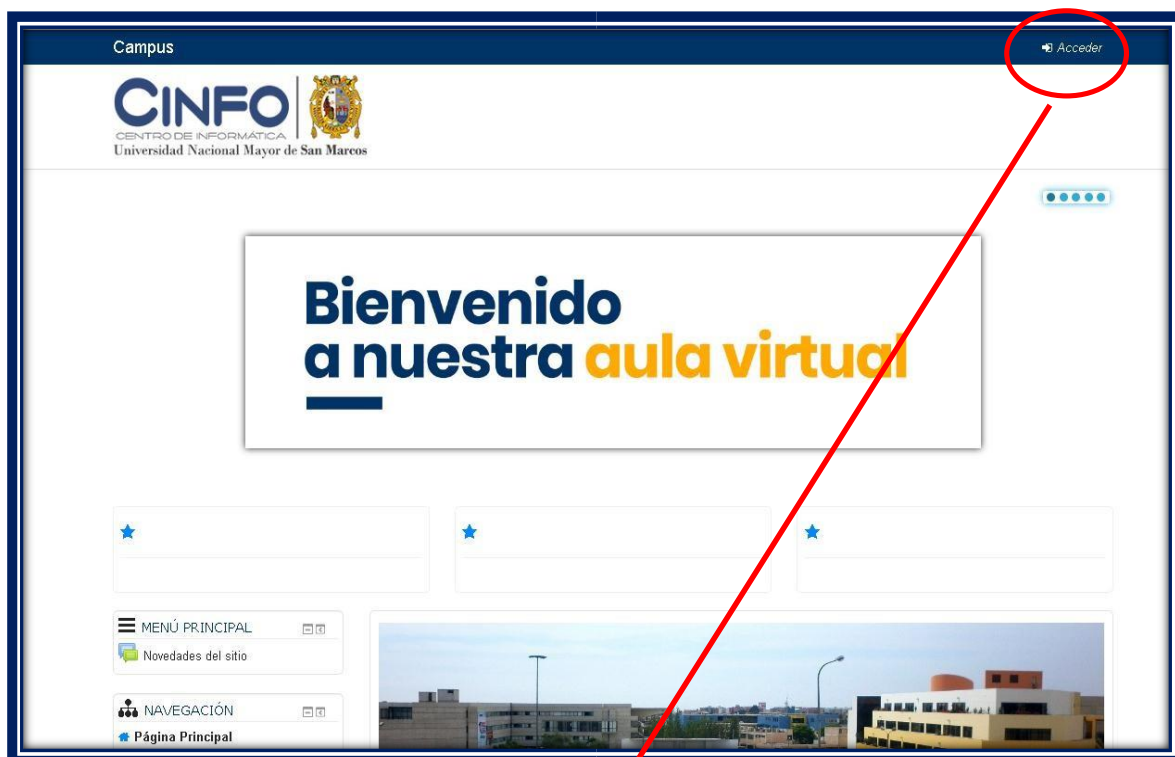 Campus
Acceder
CINFO
CENTRO DE INFORMÁTICA
Universidad Nacional Mayor de San Marcos
Bienvenido
a nuestra aula virtual
MENÚ PRINCIPAL
Novedades del sitio
NAVEGACIÓN
Página Principal